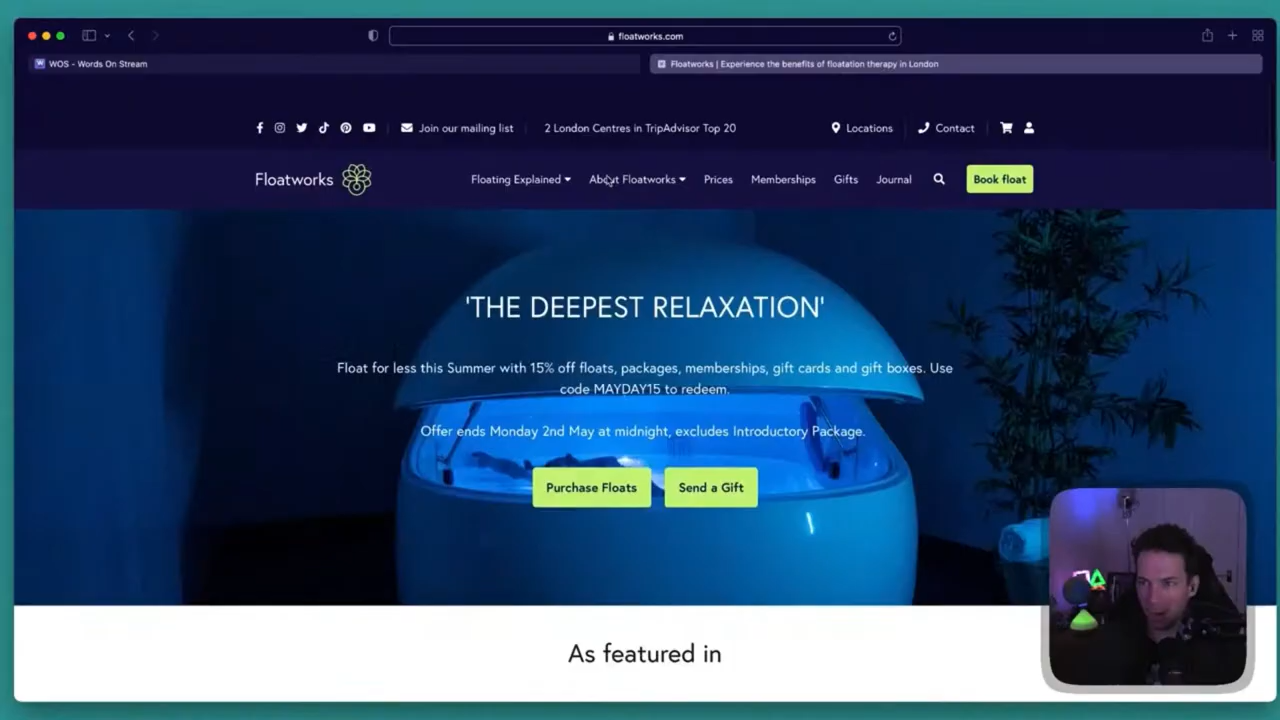 floatworks.com
WOS - Words On Stream
Floatworks | Experience the benefits of floatation therapy in London
Join our mailing list
2 London Centres in TripAdvisor Top 20
Locations
Contact
Floatworks
Floating Explained
About Floatworks
Prices
Memberships
Gifts
Journal
Book float
'THE DEEPEST RELAXATION'
Float for less this Summer with 15% off floats, packages, memberships, gift cards and gift boxes. Use
code MAYDAY15 to redeem.
Offer ends Monday 2nd May at midnight, excludes Introductory Package.
Purchase Floats
Send a Gift
As featured in